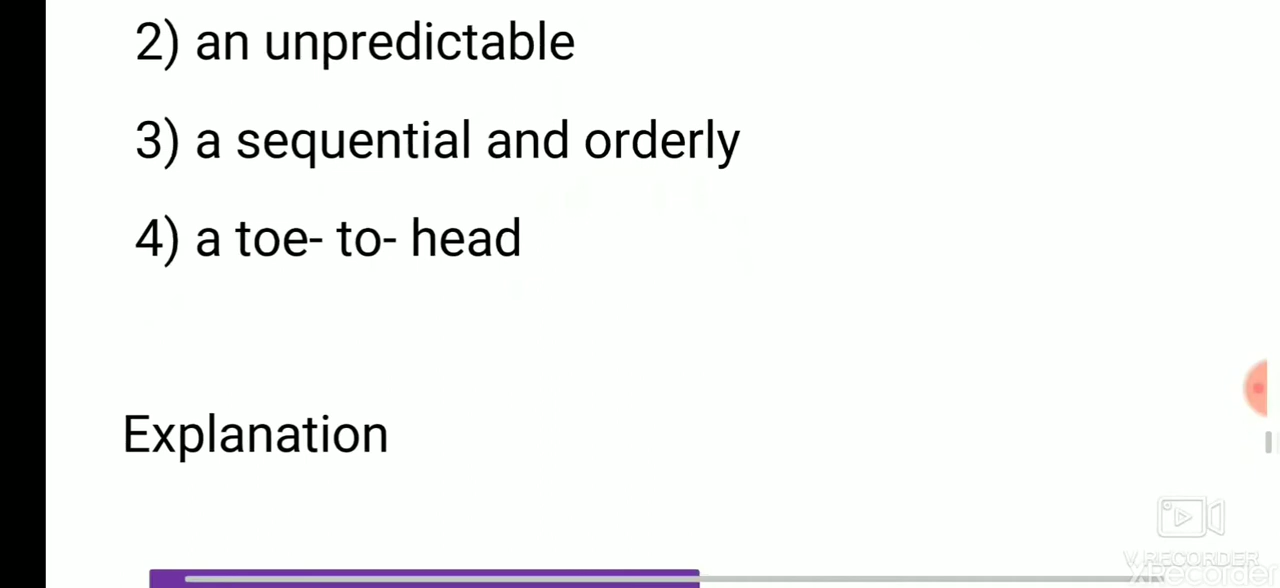 2) an unpredictable
3) a sequential and orderly
4) a toe- to- head
Explanation
V.RECORDER
XRecorder